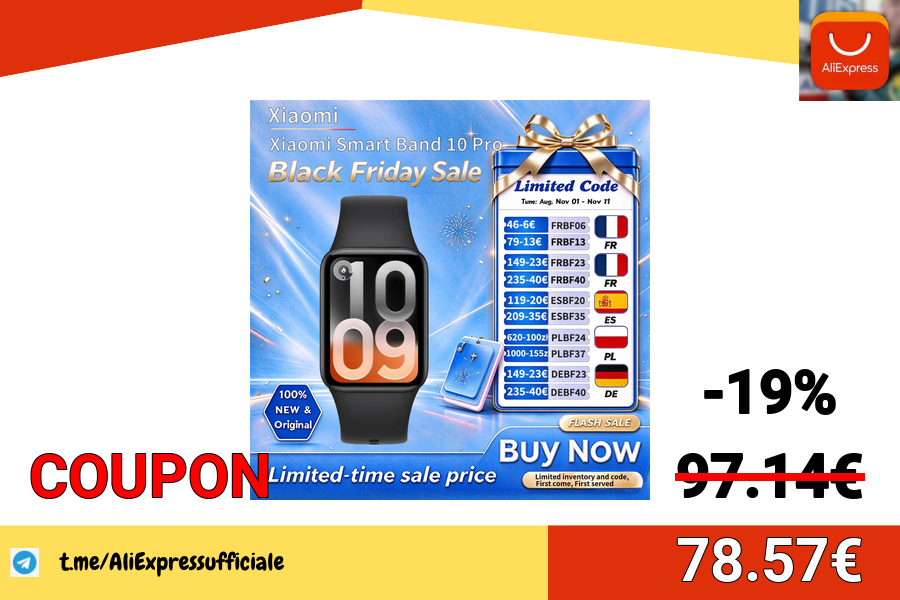 AliExpress
Xiaomi
Xiaomi Smart Band 10 Pro
Black Friday Sale
Limited Code
Tune: Aug, Nov 01 - Nov 11
46-6€ FRBF06
79-13€ FRBF13
FR
149-23€ FRBF23
235-40€ FRBF40
FR
119-20€ ESBF20
209-35€ ESBF35
ES
620-100zł PLBF24
1000-155zł PLBF37
PL
149-23€ DEBF23
235-40€ DEBF40
DE
10
09
100%
NEW &
Original
FLASH SALE
BUY NOW
Limited inventory and code,
First come, First served
Limited-time sale price
COUPON
-19%
97.14€
78.57€
t.me/AliExpressufficiale